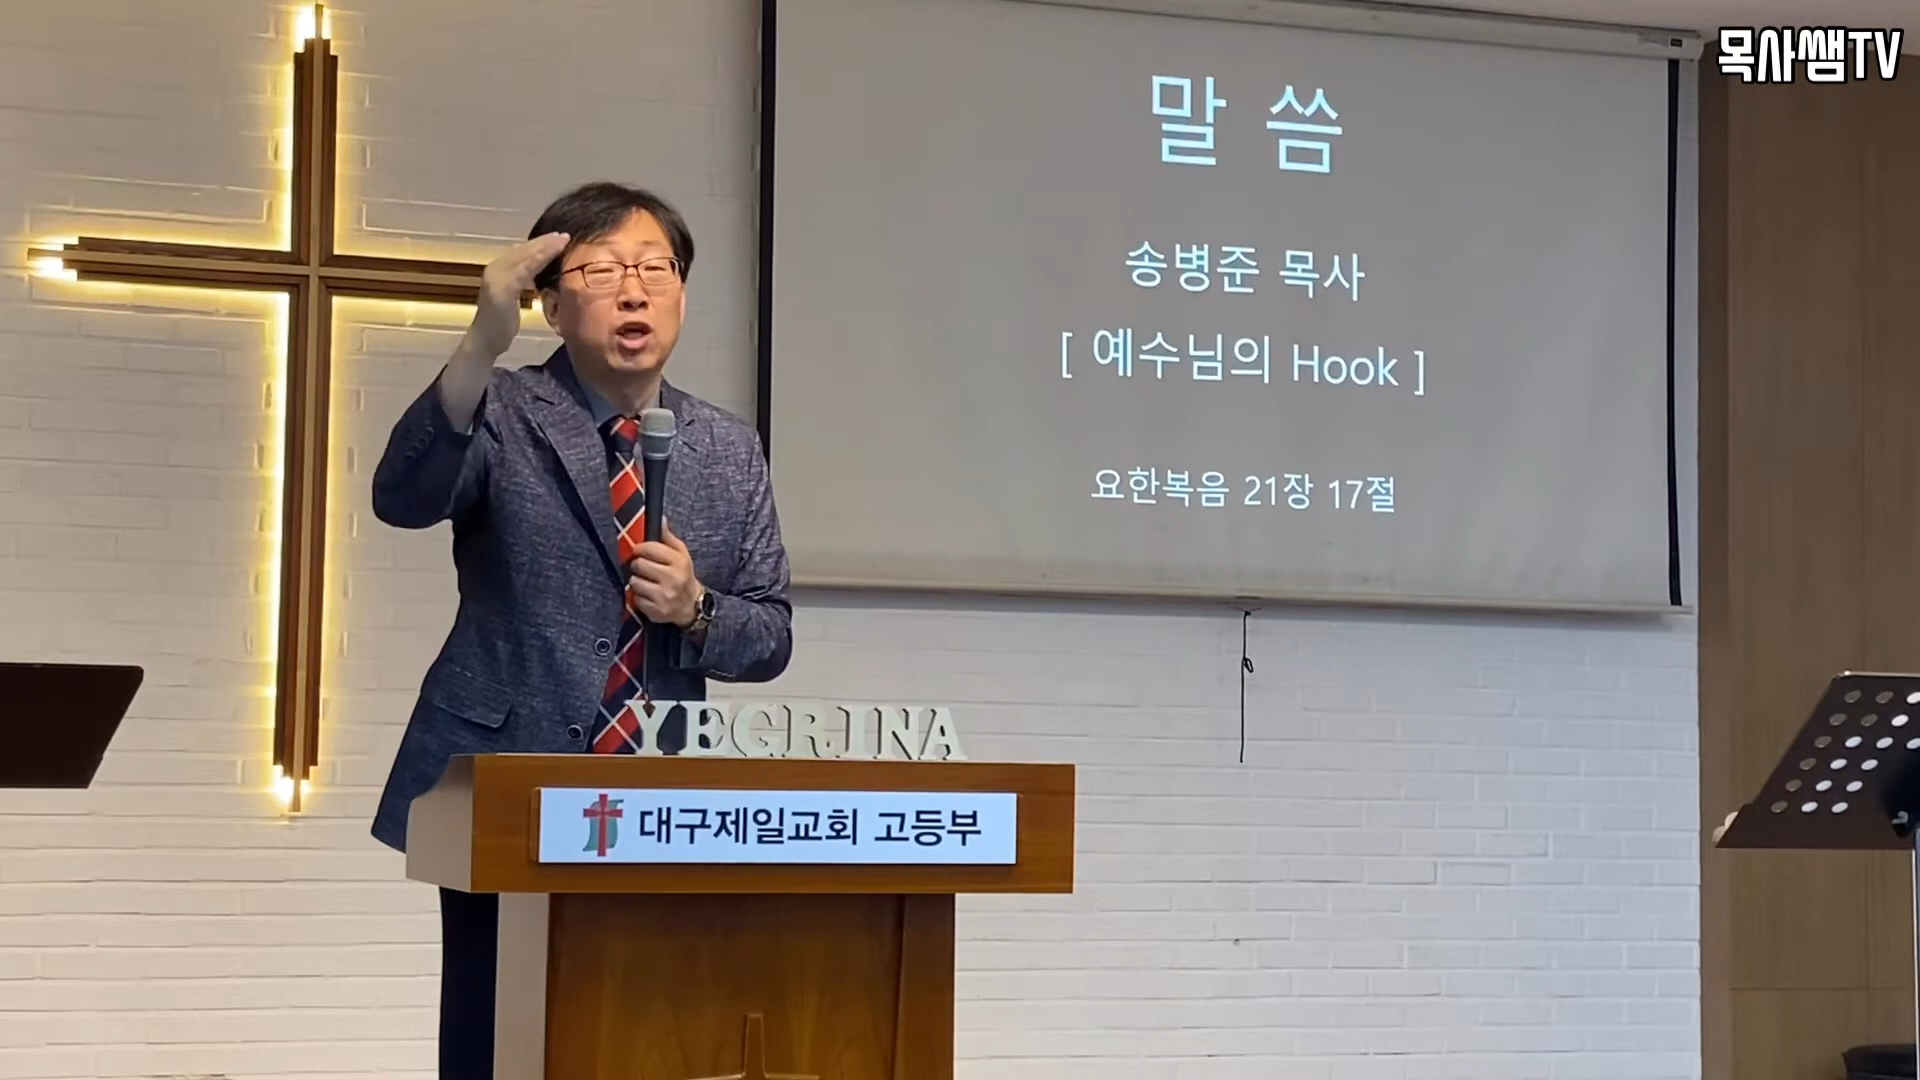 목사쌤TV
말 씀
송병준 목사
[ 예수님의 Hook ]
요한복음 21장 17절
YEGRINA
대구제일교회 고등부